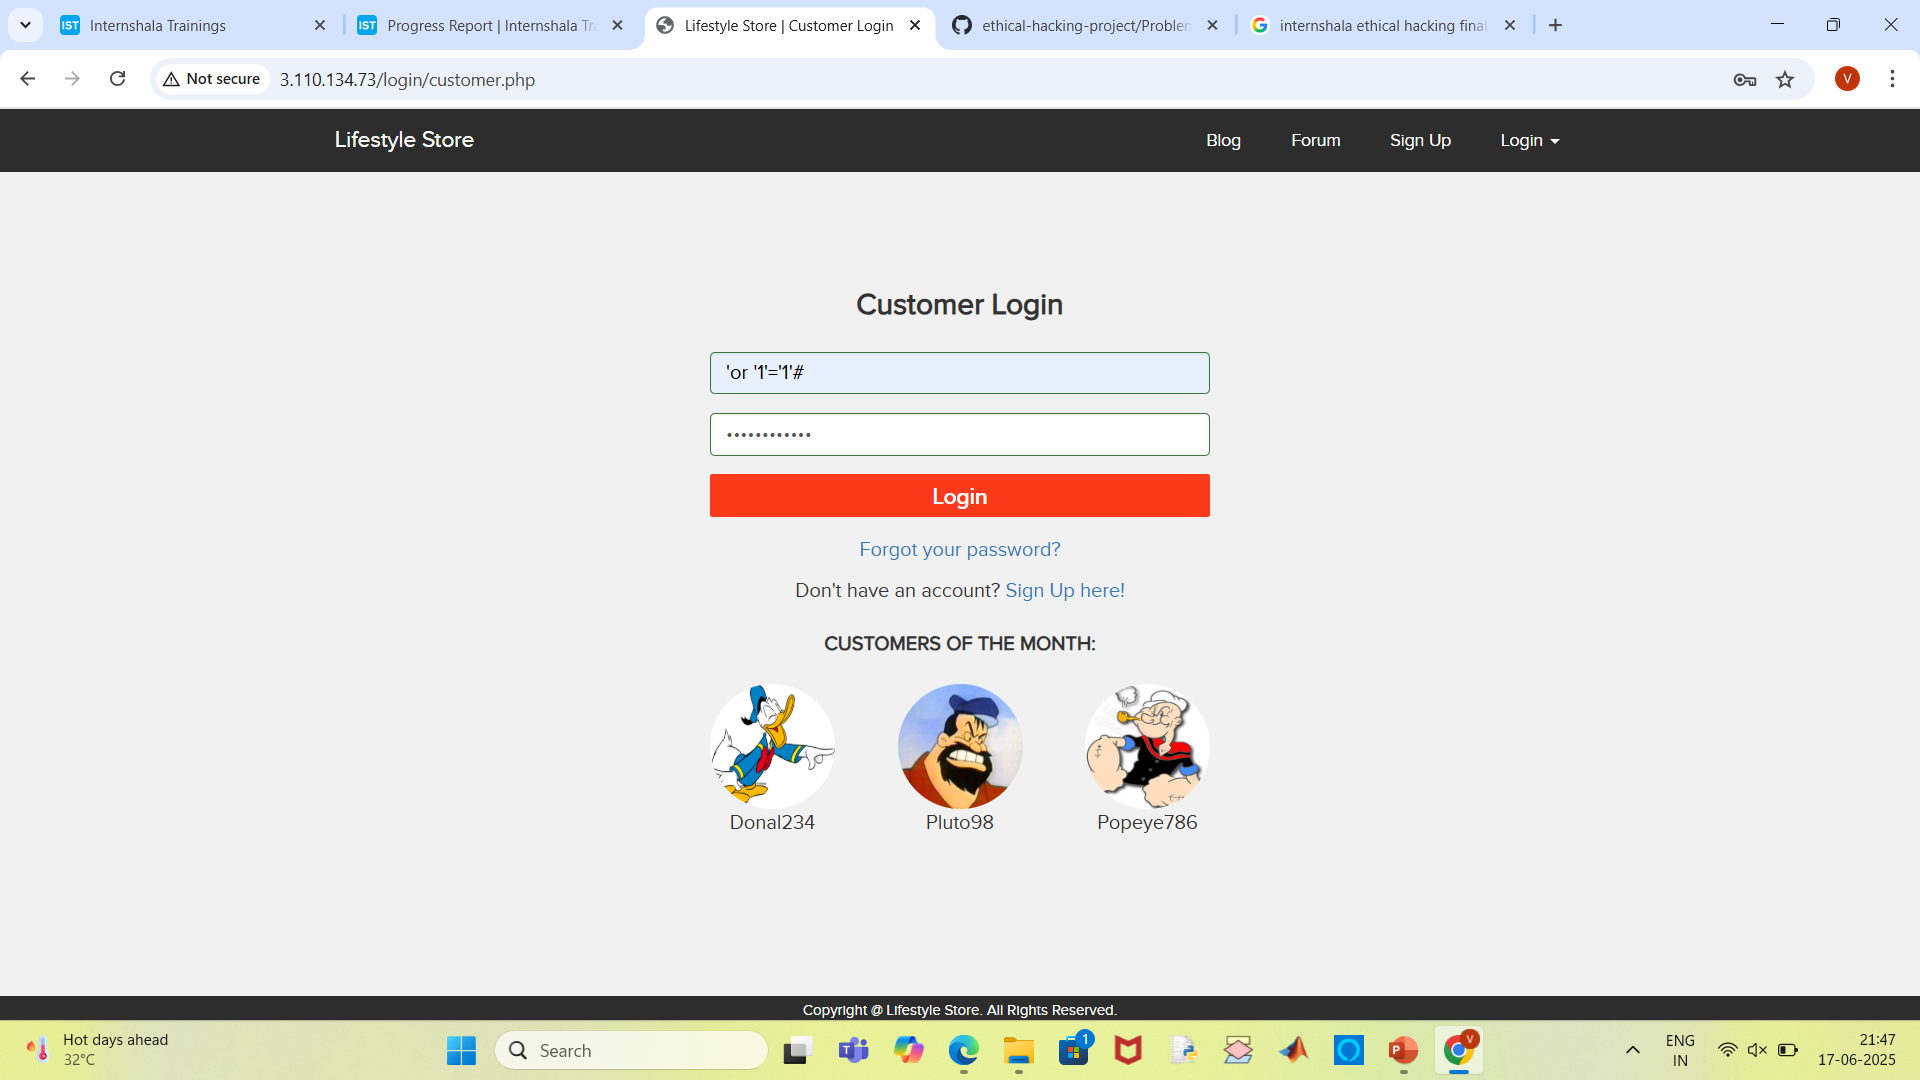 Internshala Trainings
Progress Report | Internshala Tr
Lifestyle Store | Customer Login
ethical-hacking-project/Problem
internshala ethical hacking final
Not secure
3.110.134.73/login/customer.php
V
Lifestyle Store
Blog
Forum
Sign Up
Login
Customer Login
'or '1'='1'#
••••••••••••
Login
Forgot your password?
Don't have an account? Sign Up here!
CUSTOMERS OF THE MONTH:
Donal234
Pluto98
Popeye786
Copyright @ Lifestyle Store. All Rights Reserved.
Hot days ahead
32°C
Search
1
V
ENG
IN
21:47
17-06-2025